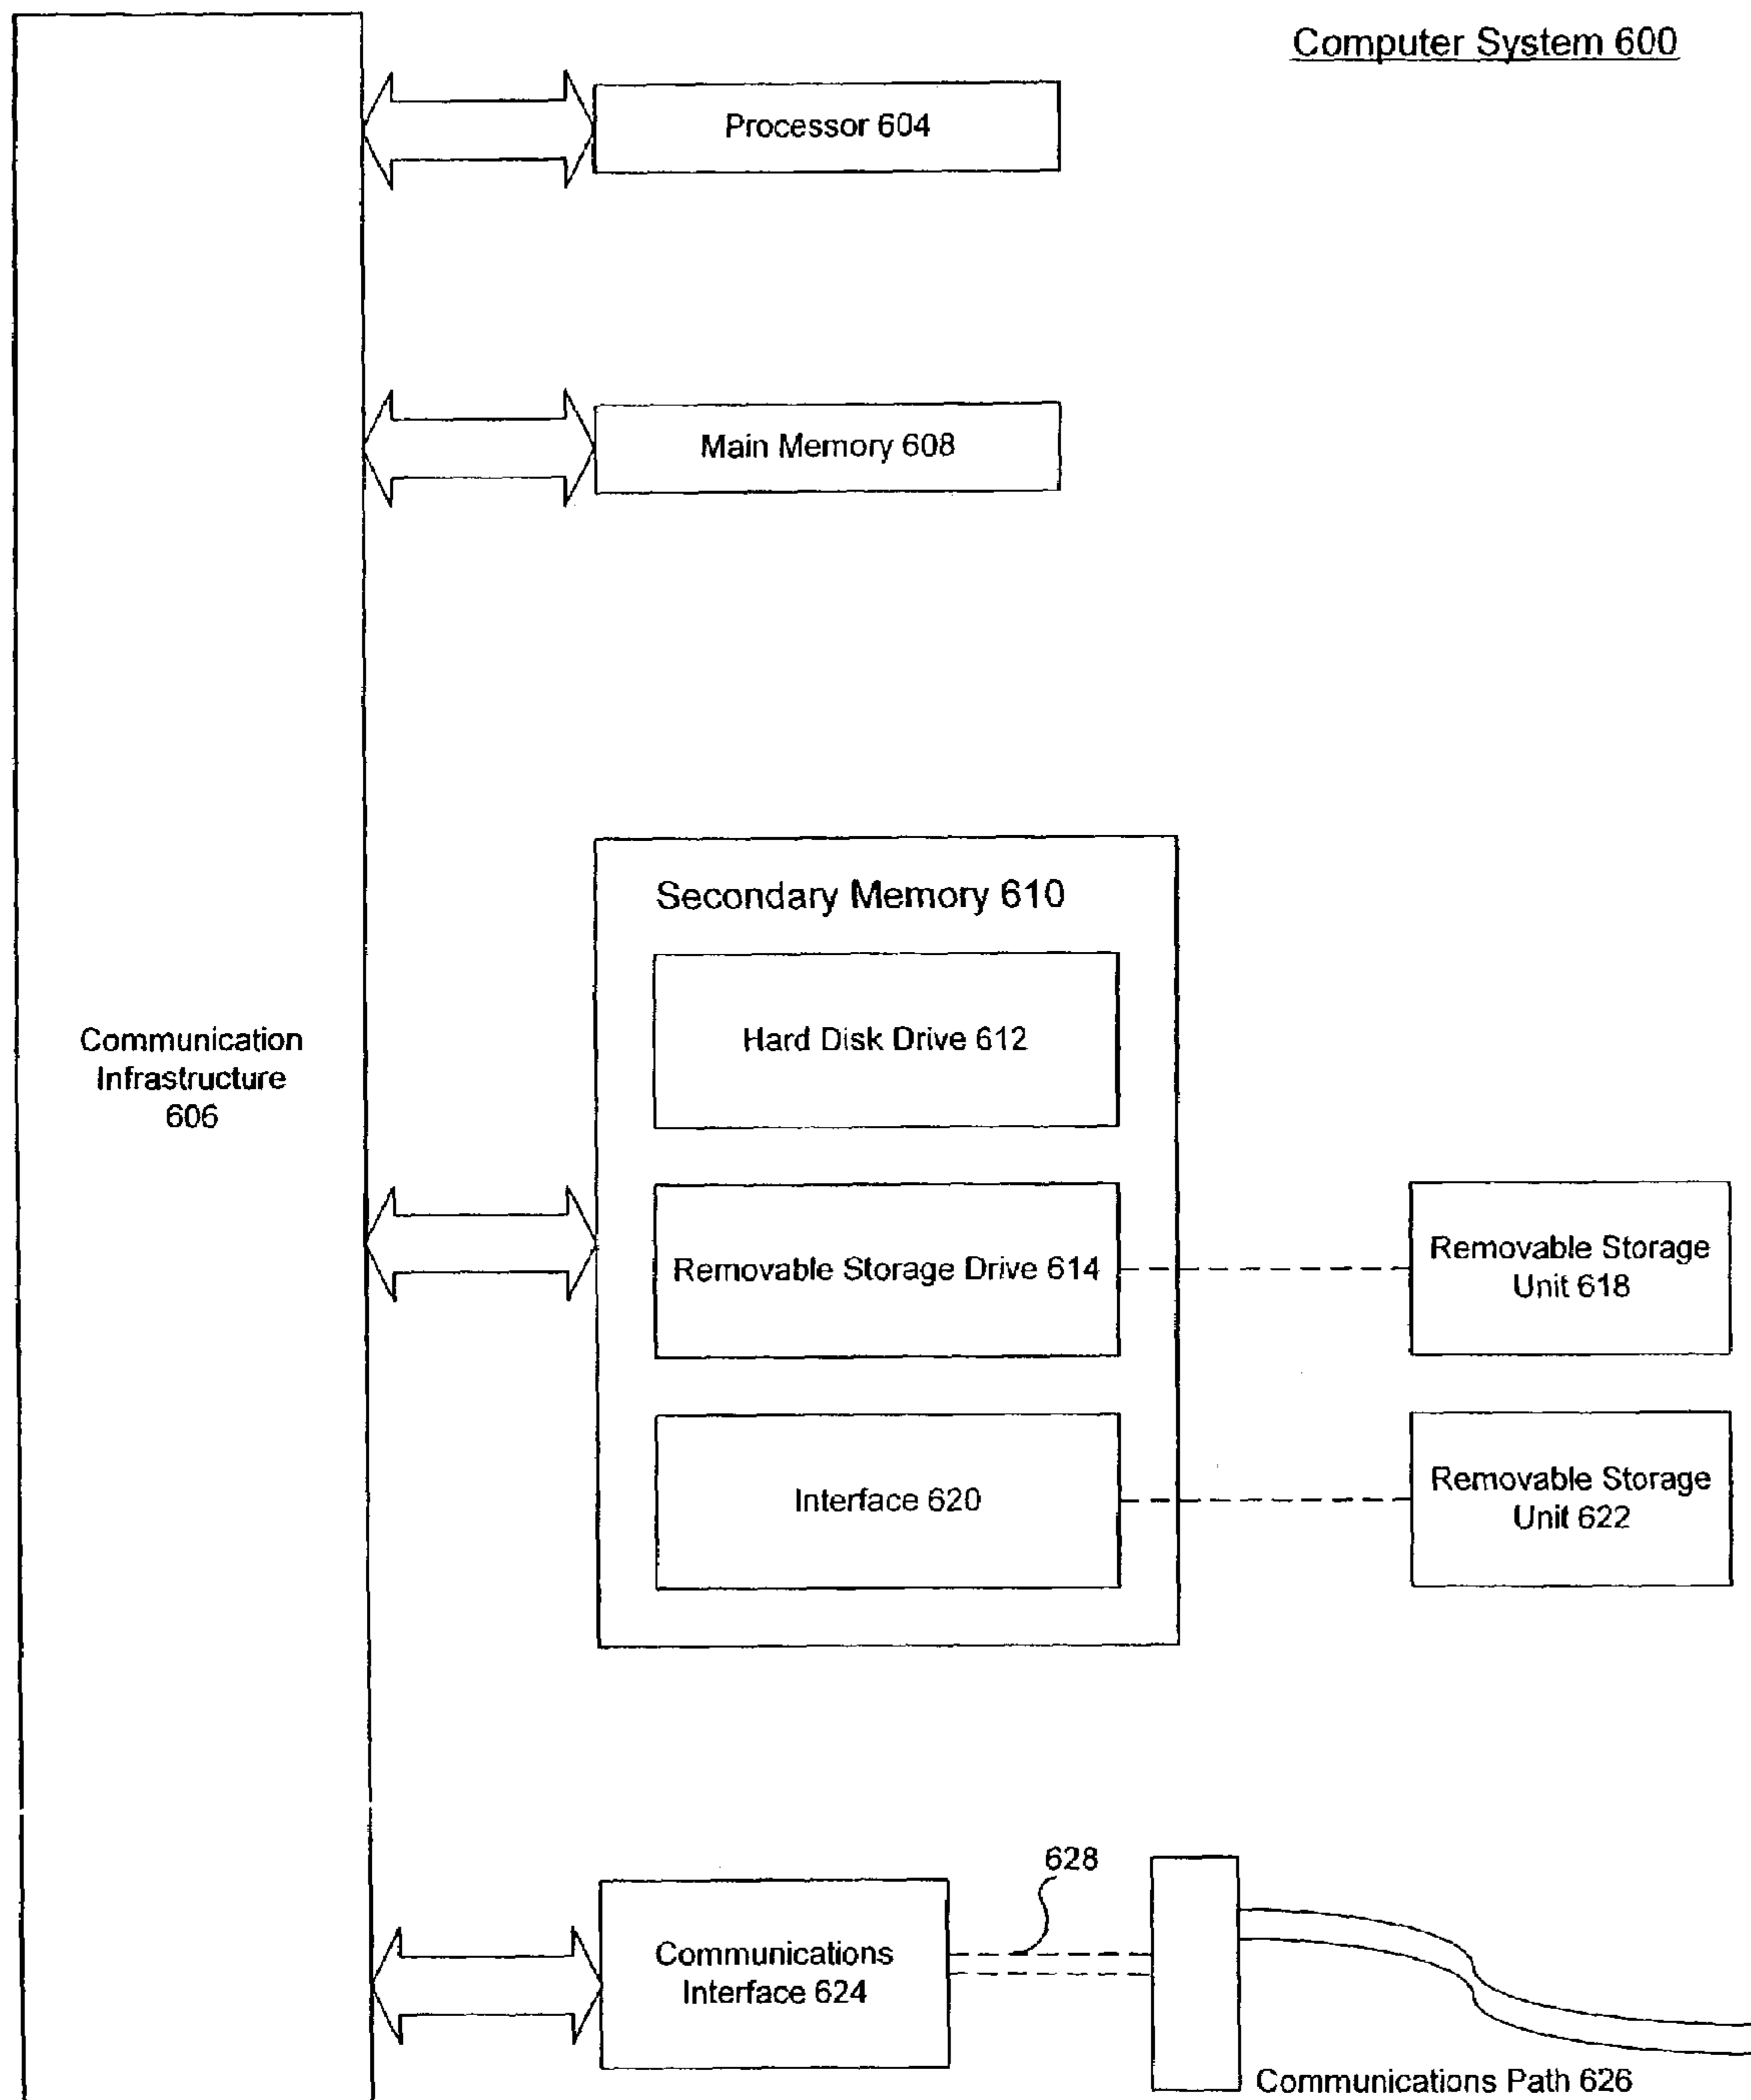 Computer System 600
Processor 604
Main Memory 608
Secondary Memory 610
Hard Disk Drive 612
Communication
Infrastructure
606
Removable Storage Drive 614
Removable Storage
Unit 618
Interface 620
Removable Storage
Unit 622
628
Communications
Interface 624
Communications Path 626